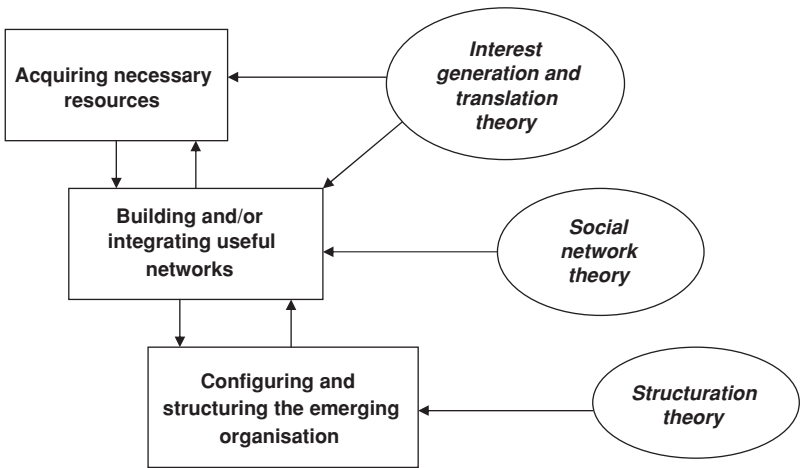 Acquiring necessary
resources
Interest
generation and
translation
theory
Building and/or
integrating useful
networks
Social
network
theory
Configuring and
structuring the emerging
organisation
Structuration
theory